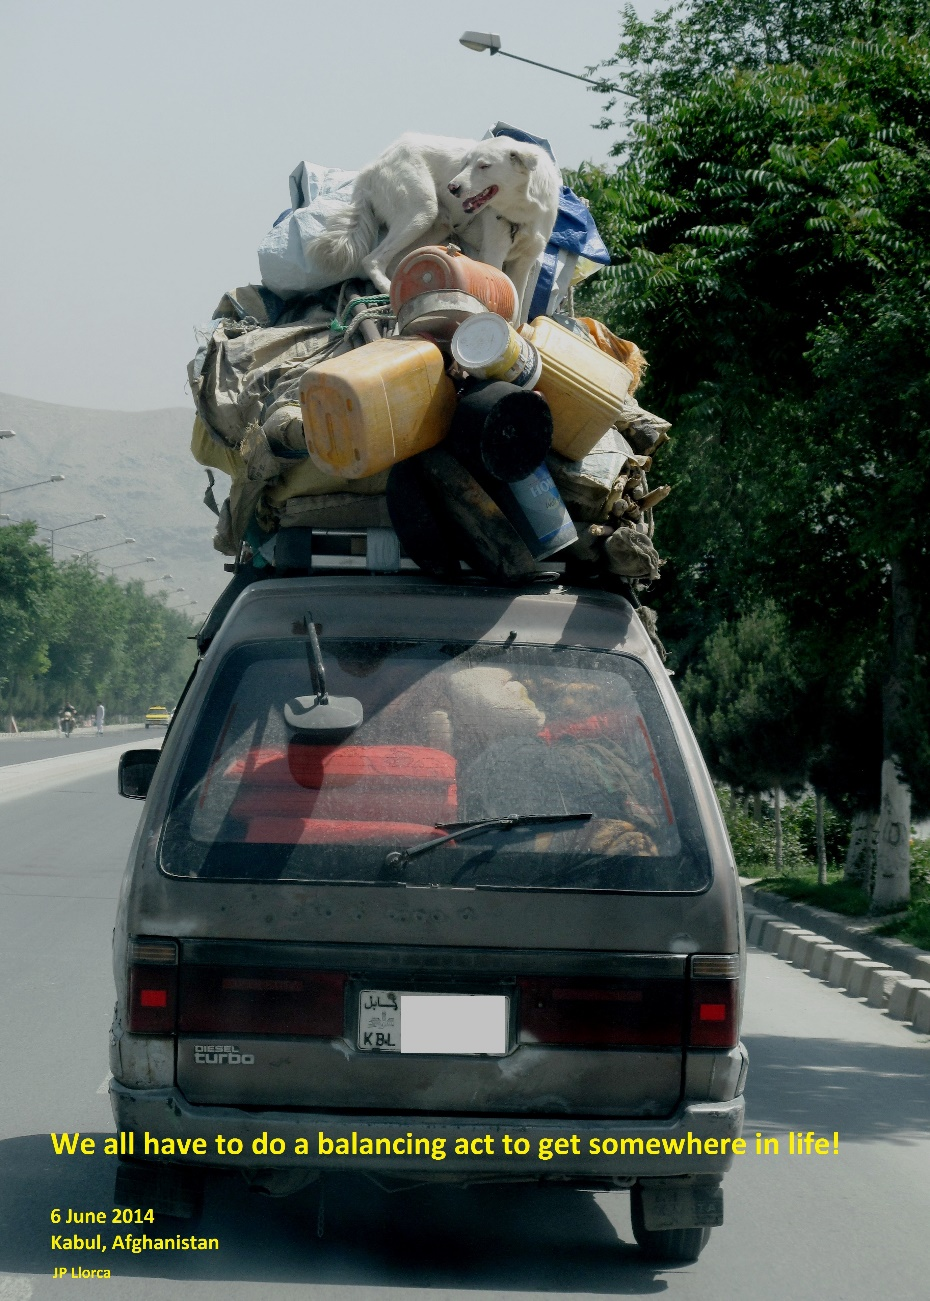 کابل
KBL
DIESEL
turbo
We all have to do a balancing act to get somewhere in life!
6 June 2014
Kabul, Afghanistan
JP Llorca